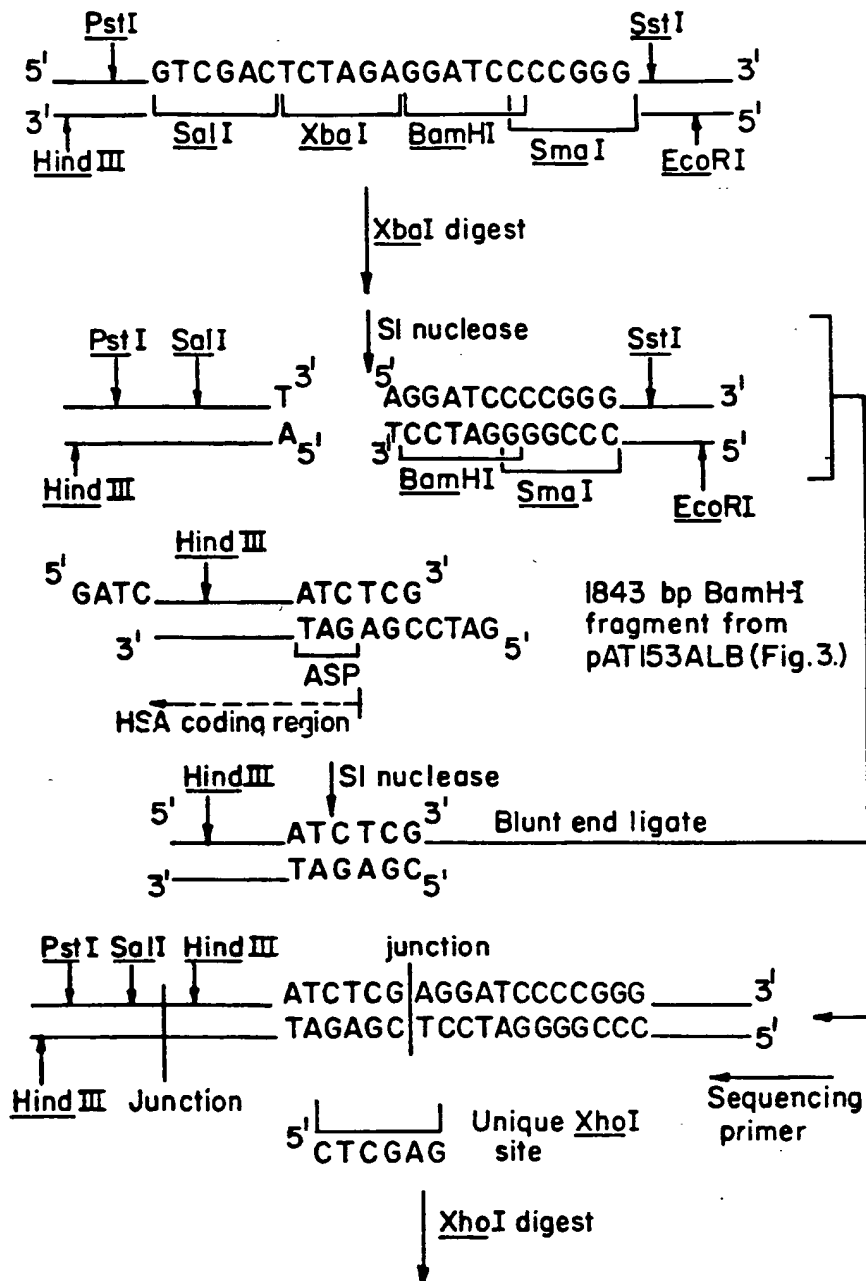 PstI SstI
5' GTCGACTCTAGAGGATCCCCGGG 3'
3' 5'
SalI XbaI BamHI
SmaI
HindIII EcoRI
XbaI digest
SI nuclease
PstI SalI SstI
3' 5'
T AGGATCCCCGGG 3'
A 5' 3' TCCTAGGGGCCC 5'
BamHI SmaI
HindIII EcoRI
HindIII
5' GATC ATCTCG 3'
3' TAGAGCCTAG 5'
ASP
HSA coding region
1843 bp BamH-I
fragment from
pAT153ALB (Fig. 3.)
HindIII SI nuclease
5' ATCTCG 3' Blunt end ligate
3' TAGAGC 5'
PstI SalI HindIII junction
ATCTCG AGGATCCCCGGG 3'
TAGAGC TCCTAGGGGCCC 5'
HindIII Junction
Sequencing
primer
5' CTCGAG
Unique XhoI
site
XhoI digest